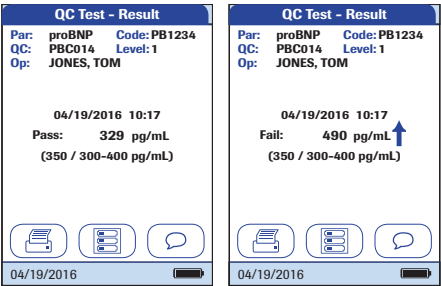 QC Test - Result
Par: proBNP Code: PB1234
QC: PBC014 Level: 1
Op: JONES, TOM
04/19/2016 10:17
Pass: 329 pg/mL
(350 / 300-400 pg/mL)
04/19/2016
QC Test - Result
Par: proBNP Code: PB1234
QC: PBC014 Level: 1
Op: JONES, TOM
04/19/2016 10:17
Fail: 490 pg/mL
(350 / 300-400 pg/mL)
04/19/2016